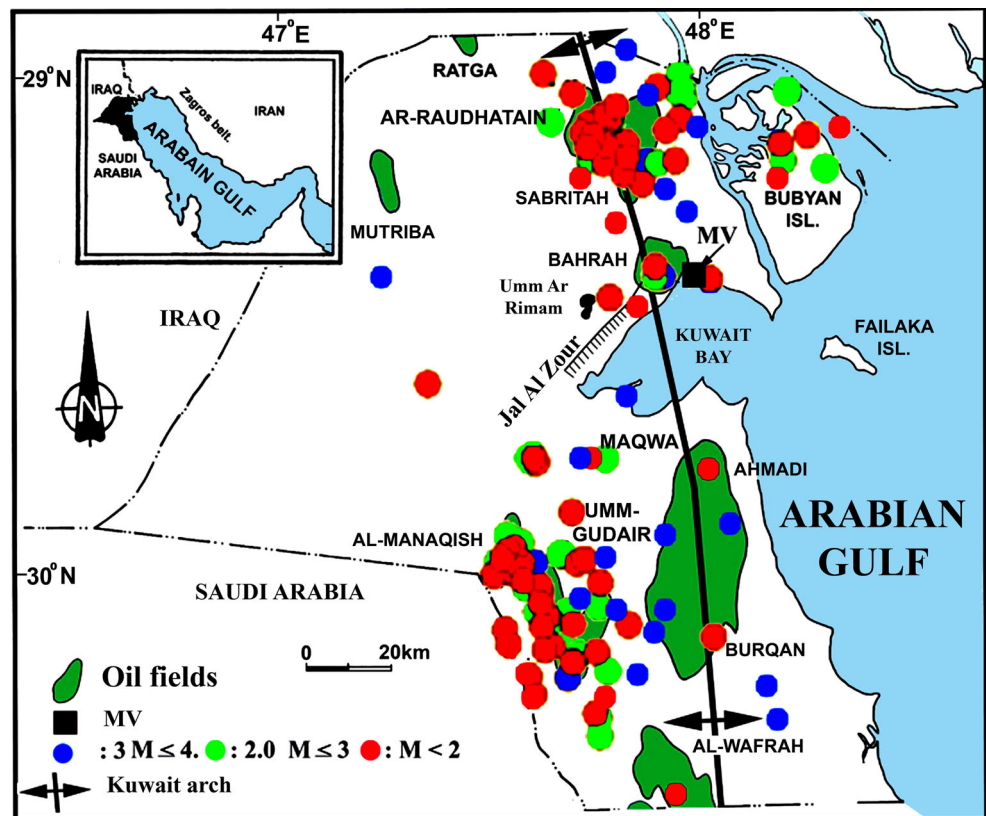 47°E
48°E
29°N
RATGA
AR-RAUDHATAIN
IRAQ
Zagros belt.
IRAN
SAUDI
ARABIA
ARABAIN GULF
MUTRIBA
SABRITAH
BUBYAN
ISL.
MV
BAHRAH
Umm Ar
Rimam
IRAQ
KUWAIT
BAY
FAILAKA
ISL.
Jal Al Zour
N
MAQWA
AHMADI
UMM-
GUDAIR
ARABIAN
GULF
AL-MANAQISH
30°N
SAUDI ARABIA
0 20km
BURQAN
Oil fields
MV
: 3 M ≤ 4. : 2.0 M ≤ 3 : M < 2
AL-WAFRAH
Kuwait arch